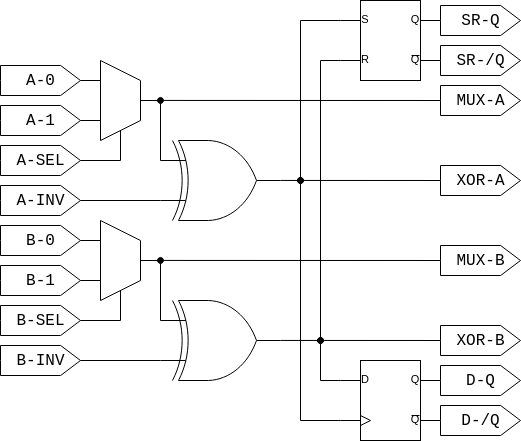 S Q SR-Q
R Q̅ SR-/Q
A-0
MUX-A
A-1
A-SEL
XOR-A
A-INV
B-0
MUX-B
B-1
B-SEL
XOR-B
B-INV
D Q D-Q
Q̅ D-/Q